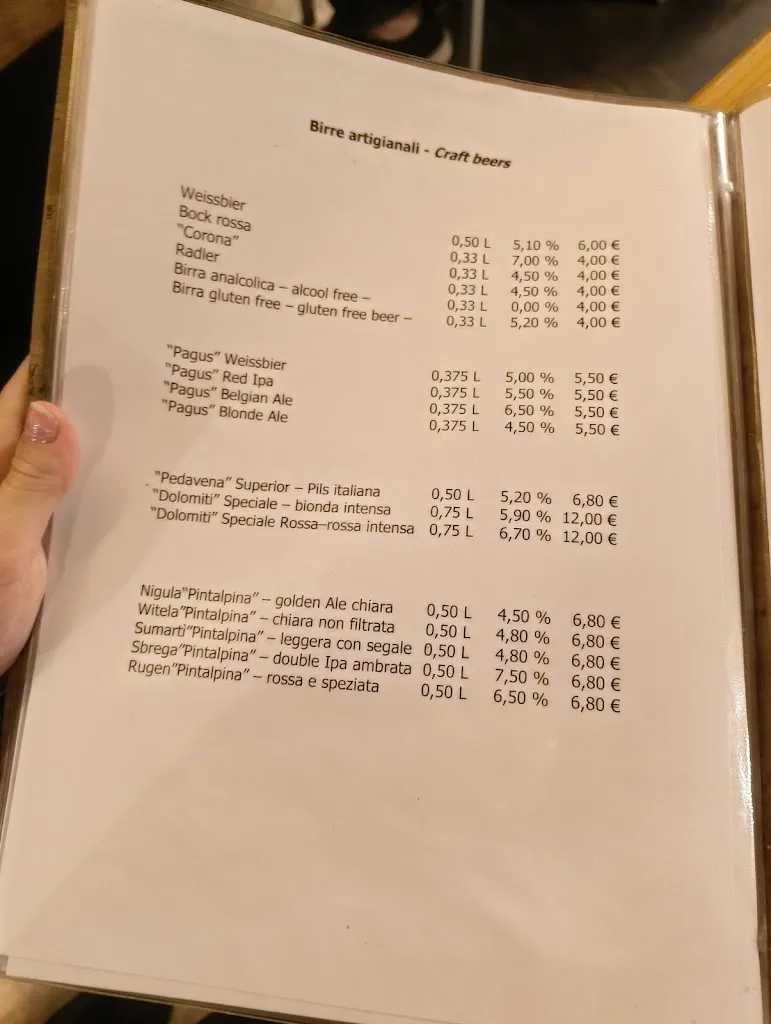 Birre artigianali - Craft beers
Weissbier 0,50 L 5,10 % 6,00 €
Bock rossa 0,33 L 7,00 % 4,00 €
"Corona" 0,33 L 4,50 % 4,00 €
Radler 0,33 L 4,50 % 4,00 €
Birra analcolica – alcool free – 0,33 L 0,00 % 4,00 €
Birra gluten free – gluten free beer – 0,33 L 5,20 % 4,00 €
"Pagus" Weissbier 0,375 L 5,00 % 5,50 €
"Pagus" Red Ipa 0,375 L 5,50 % 5,50 €
"Pagus" Belgian Ale 0,375 L 6,50 % 5,50 €
"Pagus" Blonde Ale 0,375 L 4,50 % 5,50 €
"Pedavena" Superior – Pils italiana 0,50 L 5,20 % 6,80 €
"Dolomiti" Speciale – bionda intensa 0,75 L 5,90 % 12,00 €
"Dolomiti" Speciale Rossa–rossa intensa 0,75 L 6,70 % 12,00 €
Nigula"Pintalpina" – golden Ale chiara 0,50 L 4,50 % 6,80 €
Witela"Pintalpina" – chiara non filtrata 0,50 L 4,80 % 6,80 €
Sumarti"Pintalpina" – leggera con segale 0,50 L 4,80 % 6,80 €
Sbrega"Pintalpina" – double Ipa ambrata 0,50 L 7,50 % 6,80 €
Rugen"Pintalpina" – rossa e speziata 0,50 L 6,50 % 6,80 €